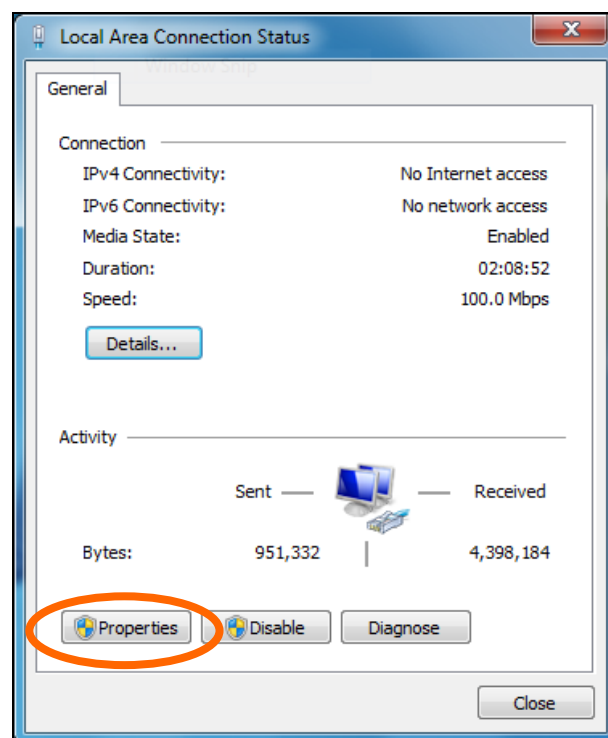 Local Area Connection Status
X
Window Snip
General
Connection
IPv4 Connectivity: No Internet access
IPv6 Connectivity: No network access
Media State: Enabled
Duration: 02:08:52
Speed: 100.0 Mbps
Details...
Activity
Sent Received
Bytes: 951,332 4,398,184
Properties Disable Diagnose
Close